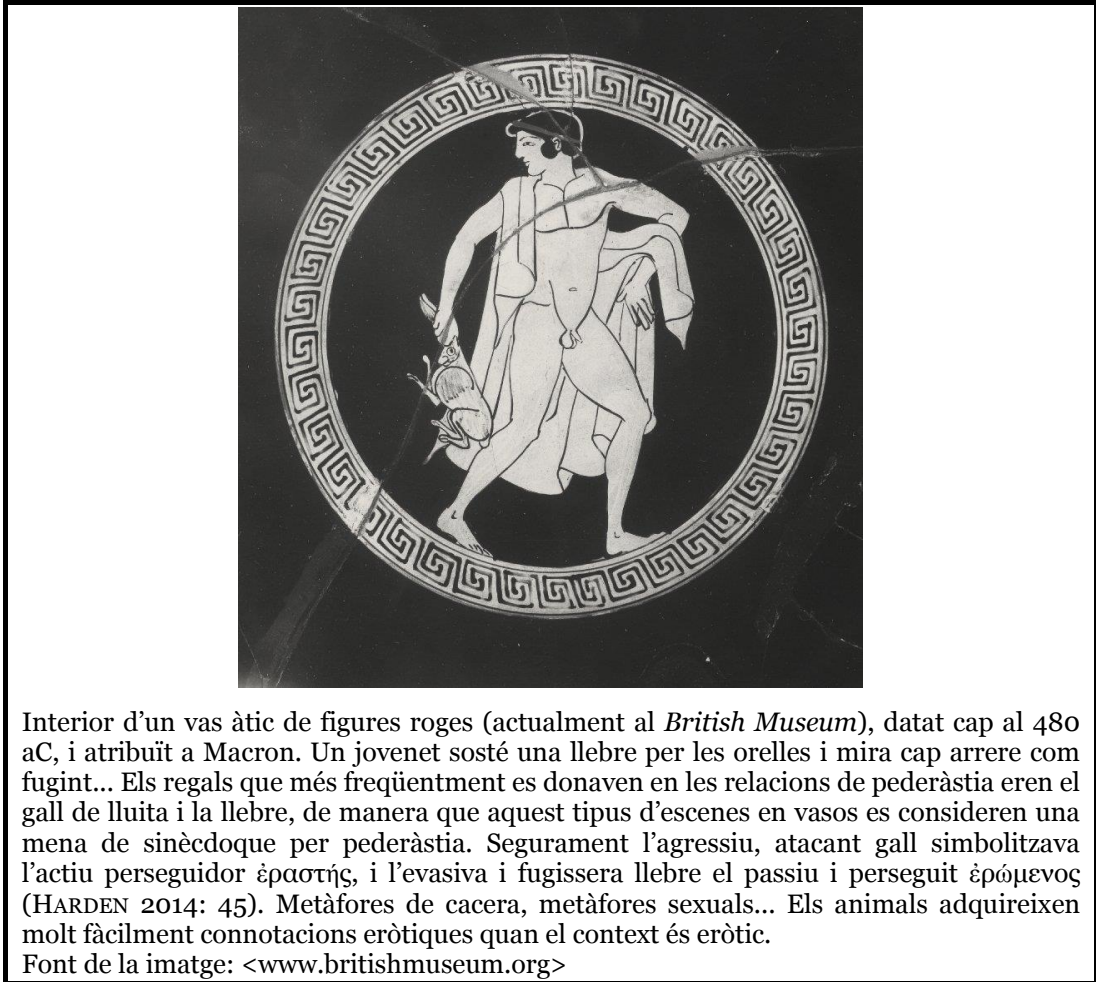 Interior d’un vas àtic de figures roges (actualment al British Museum), datat cap al 480
aC, i atribuït a Macron. Un jovenet sosté una llebre per les orelles i mira cap arrere com
fugint... Els regals que més freqüentment es donaven en les relacions de pederàstia eren el
gall de lluita i la llebre, de manera que aquest tipus d’escenes en vasos es consideren una
mena de sinècdoque per pederàstia. Segurament l’agressiu, atacant gall simbolitzava
l’actiu perseguidor ἐραστής, i l’evasiva i fugissera llebre el passiu i perseguit ἐρώμενος
(HARDEN 2014: 45). Metàfores de cacera, metàfores sexuals... Els animals adquireixen
molt fàcilment connotacions eròtiques quan el context és eròtic.
Font de la imatge: <www.britishmuseum.org>